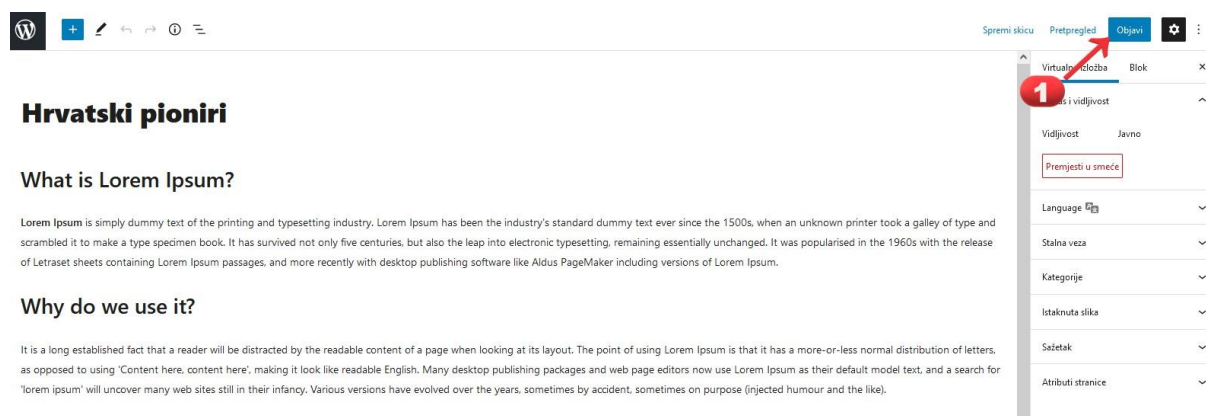 Spremi skicu Pretpregled Objavi
Virtualna izložba Blok
1
Hrvatski pioniri
i vidljivost
Vidljivost Javno
Premjesti u smeće
What is Lorem Ipsum?
Language
Lorem Ipsum is simply dummy text of the printing and typesetting industry. Lorem Ipsum has been the industry's standard dummy text ever since the 1500s, when an unknown printer took a galley of type and
scrambled it to make a type specimen book. It has survived not only five centuries, but also the leap into electronic typesetting, remaining essentially unchanged. It was popularised in the 1960s with the release
of Letraset sheets containing Lorem Ipsum passages, and more recently with desktop publishing software like Aldus PageMaker including versions of Lorem Ipsum.
Stalna veza
Kategorije
Why do we use it?
Istaknuta slika
It is a long established fact that a reader will be distracted by the readable content of a page when looking at its layout. The point of using Lorem Ipsum is that it has a more-or-less normal distribution of letters,
as opposed to using 'Content here, content here', making it look like readable English. Many desktop publishing packages and web page editors now use Lorem Ipsum as their default model text, and a search for
'lorem ipsum' will uncover many web sites still in their infancy. Various versions have evolved over the years, sometimes by accident, sometimes on purpose (injected humour and the like).
Sažetak
Atributi stranice